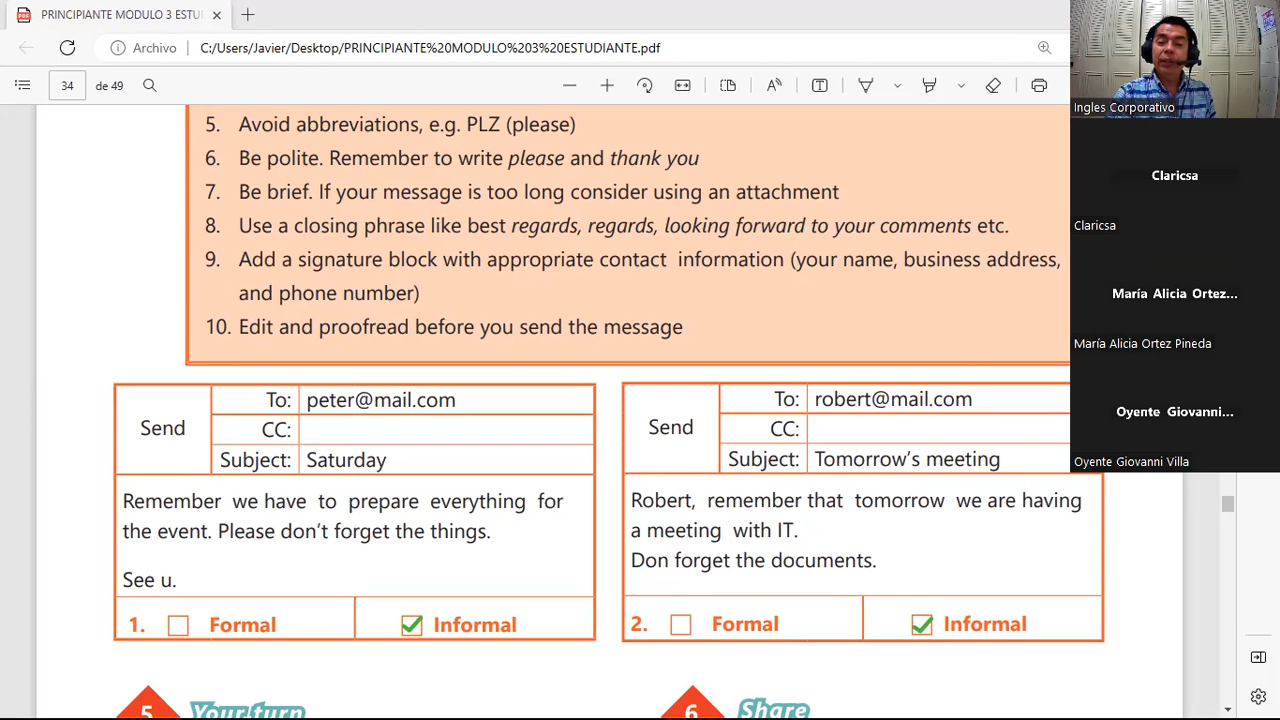 PRINCIPIANTE MODULO 3 ESTU
Archivo C:/Users/Javier/Desktop/PRINCIPIANTE%20MODULO%203%20ESTUDIANTE.pdf
34 de 49
5. Avoid abbreviations, e.g. PLZ (please)
6. Be polite. Remember to write please and thank you
7. Be brief. If your message is too long consider using an attachment
8. Use a closing phrase like best regards, regards, looking forward to your comments etc.
9. Add a signature block with appropriate contact information (your name, business address,
and phone number)
10. Edit and proofread before you send the message
Send
To: peter@mail.com
CC:
Subject: Saturday
Remember we have to prepare everything for
the event. Please don't forget the things.
See u.
1. Formal Informal
Send
To: robert@mail.com
CC:
Subject: Tomorrow's meeting
Robert, remember that tomorrow we are having
a meeting with IT.
Don forget the documents.
2. Formal Informal
5 Your turn
6 Share
Ingles Corporativo
Claricsa
Claricsa
María Alicia Ortez...
María Alicia Ortez Pineda
Oyente Giovanni...
Oyente Giovanni Villa